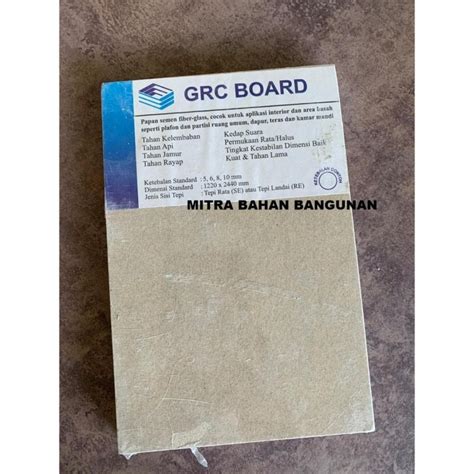 GRC BOARD
Papan semen fiber-glass, cocok untuk aplikasi interior dan area basah
seperti plafon dan partisi ruang umum, dapur, teras dan kamar mandi
Tahan Kelembaban Kedap Suara
Tahan Api Permukaan Rata/Halus
Tahan Jamur Tingkat Kestabilan Dimensi Baik
Tahan Rayap Kuat & Tahan Lama
Ketebalan Standard : 5, 6, 8, 10 mm
Dimensi Standard : 1220 x 2440 mm
Jenis Sisi Tepi : Tepi Rata (SE) atau Tepi Landai (RE)
MITRA BAHAN BANGUNAN